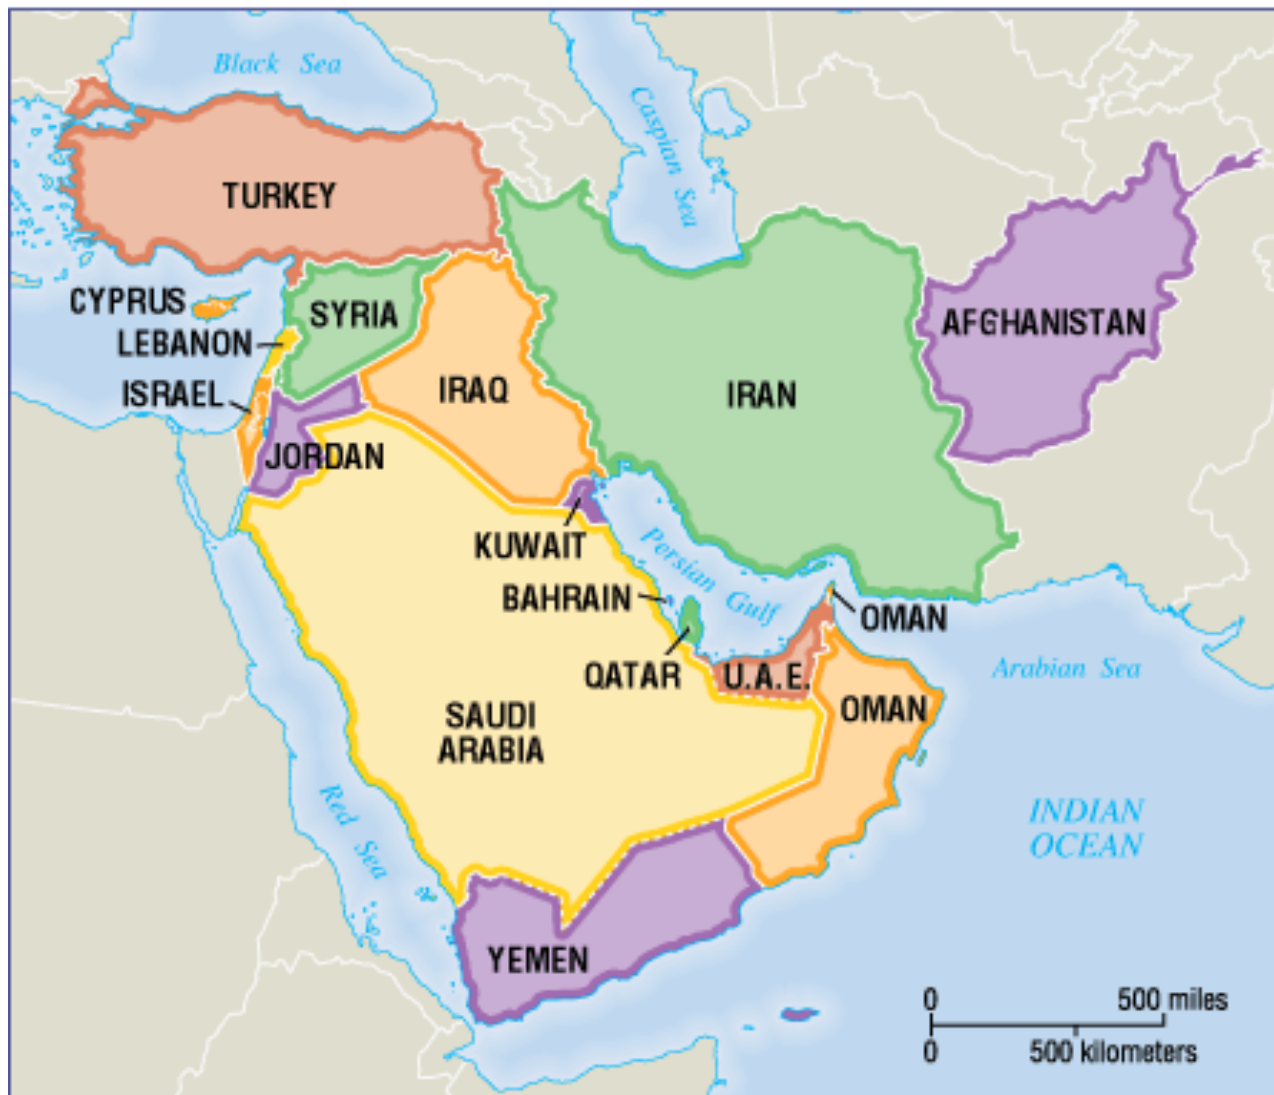 Black Sea
Caspian Sea
TURKEY
CYPRUS
SYRIA
LEBANON
AFGHANISTAN
ISRAEL
IRAQ
IRAN
JORDAN
KUWAIT
Persian Gulf
BAHRAIN
OMAN
QATAR
U.A.E.
Arabian Sea
SAUDI
ARABIA
OMAN
Red Sea
INDIAN
OCEAN
YEMEN
0 500 miles
0 500 kilometers